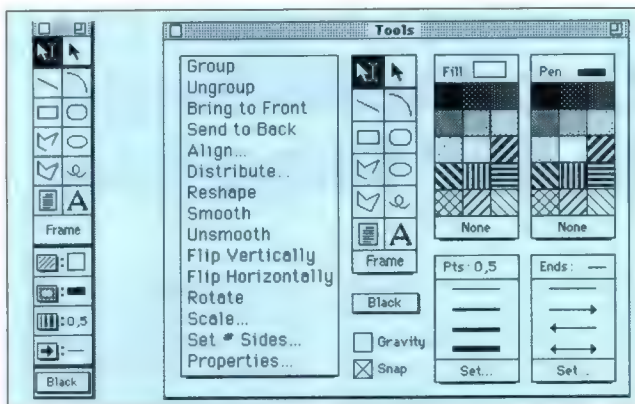 Frame
:0,5
Black
Tools
Group
Ungroup
Bring to Front
Send to Back
Align...
Distribute..
Reshape
Smooth
Unsmooth
Flip Vertically
Flip Horizontally
Rotate
Scale...
Set # Sides...
Properties...
A
Frame
Black
Gravity
Snap
Fill
None
Pen
None
Pts: 0,5
Set...
Ends:
Set ..